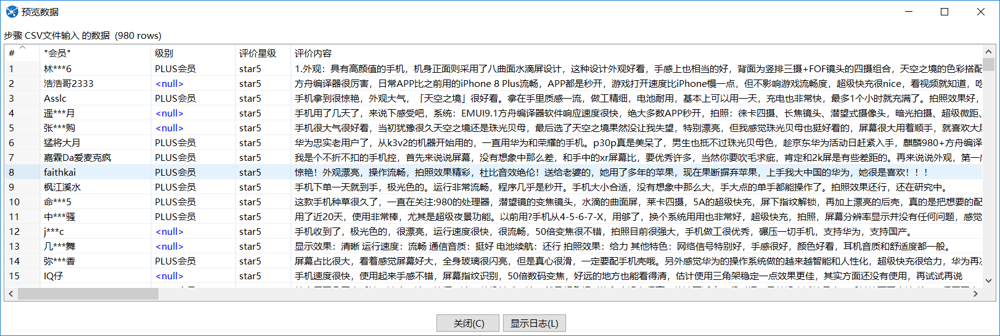 预览数据
步骤 CSV文件输入 的数据 (980 rows)
# "会员" 级别 评价星级 评价内容
1 林***6 PLUS会员 star5 1.外观：具有高颜值的手机，机身正面则采用了八曲面水滴屏设计，这种设计外观好看，手感上也相当的好，背面为竖排三摄+FOF镜头的四摄组合，天空之境的色彩搭配
2 浩浩哥2333 <null> star5 方舟编译器很厉害，日常APP比之前用的iPhone 8 Plus流畅，APP都是秒开，游戏打开速度比iPhone慢一点，但不影响游戏流畅度，超级快充很nice，看视频就知道，吃
3 Asslc PLUS会员 star5 手机拿到很惊艳，外观大气，「天空之境」很好看。拿在手里质感一流，做工精细，电池耐用，基本上可以用一天，充电也非常快，最多1个小时就充满了。拍照效果好，
4 遥***月 <null> star5 手机用了几天了，来说下感受吧，系统：EMUI9.1方舟编译器软件响应速度很快，绝大多数APP秒开，拍照：徕卡四摄、长焦镜头、潜望式摄像头，暗光拍摄、超级微距、
5 张***购 <null> star5 手机很大气很好看，当初犹豫很久天空之境还是珠光贝母，最后选了天空之境果然没让我失望，特别漂亮，但我感觉珠光贝母也挺好看的，屏幕很大用着顺手，就喜欢大屏
6 猛将大月 PLUS会员 star5 华为忠实老用户了，从k3v2的机器开始用的，一直用华为和荣耀的手机。p30p真是美呆了，男生也抵不过珠光贝母色，趁京东华为活动日赶紧入手，麒麟980+方舟编译
7 嘉霖Da爱麦克疯 PLUS会员 star5 我是个不折不扣的手机控，首先来说说屏幕，没有想象中那么差，和手中的xr屏幕比，要优秀许多，当然你要吹毛求疵，肯定和2k屏是有些差距的。再来说说外观，第一感
8 faithkai PLUS会员 star5 惊艳！外观漂亮，操作流畅，拍照效果精彩，杜比音效绝伦！送给老婆的，她用了多年的苹果，现在果断摒弃苹果，上手我大中国的华为，她很是喜欢！！！
9 枫江溪水 PLUS会员 star5 手机下单一天就到手，极光色的。运行非常流畅，程序几乎是秒开。手机大小合适，没有想象中那么大，手大点的单手都能操作了。拍照效果还行，还在研究中。
10 命***5 PLUS会员 star5 这款手机种草很久了，一直在关注:980的处理器，潜望镜的变焦镜头，水滴的曲面屏，莱卡四摄，5A的超级快充，屏下指纹解锁，再加上漂亮的后壳，真的是把想要的配
11 中***骚 PLUS会员 star5 用了近20天，使用非常棒，尤其是超级夜景功能。以前用?手机从4-5-6-7-X，用够了，换个系统用用也非常好，超级快充，拍照，屏幕分辨率显示并没有任何问题，感觉
12 j***c <null> star5 手机收到了，极光色的，很漂亮，运行速度很快，很流畅，50倍变焦很不错，拍照目前很强大，手机做工很优秀，碾压一切手机，支持华为，支持国产。
13 几***舞 <null> star5 显示效果：清晰 运行速度：流畅 通信音质：挺好 电池续航：还行 拍照效果：给力 其他特色：网络信号特别好，手感很好，颜色好看，耳机音质和舒适度都一般。
14 弥***香 PLUS会员 star5 屏幕占比很大，看着感觉屏幕好大，全身玻璃很闪亮，但是真心很滑，一定要配手机壳哦。另外感觉华为的操作系统做的越来越智能和人性化，超级快充很给力，华为再次
15 IQ仔 <null> star5 手机速度很快，使用起来手感不错，屏幕指纹识别，50倍数码变焦，好远的地方也能看得清，估计使用三角架稳定一点效果更佳，其实方面还没有使用，再试试再说
关闭(C) 显示日志(L)